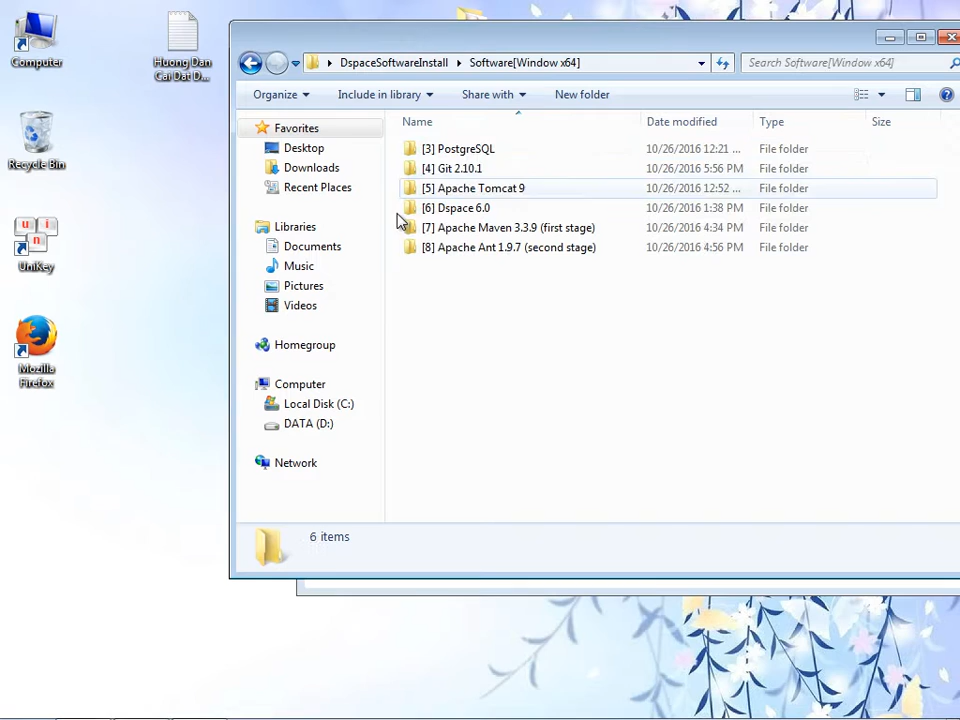 Computer
Huong Dan
Cai Dat D...
Recycle Bin
UniKey
Mozilla
Firefox
DspaceSoftwareInstall
Software[Window x64]
Search Software[Window x64]
Organize
Include in library
Share with
New folder
Name
Date modified
Type
Size
Favorites
Desktop
Downloads
Recent Places
Libraries
Documents
Music
Pictures
Videos
Homegroup
Computer
Local Disk (C:)
DATA (D:)
Network
[3] PostgreSQL 10/26/2016 12:21 ... File folder
[4] Git 2.10.1 10/26/2016 5:56 PM File folder
[5] Apache Tomcat 9 10/26/2016 12:52 ... File folder
[6] Dspace 6.0 10/26/2016 1:38 PM File folder
[7] Apache Maven 3.3.9 (first stage) 10/26/2016 4:34 PM File folder
[8] Apache Ant 1.9.7 (second stage) 10/26/2016 4:56 PM File folder
6 items